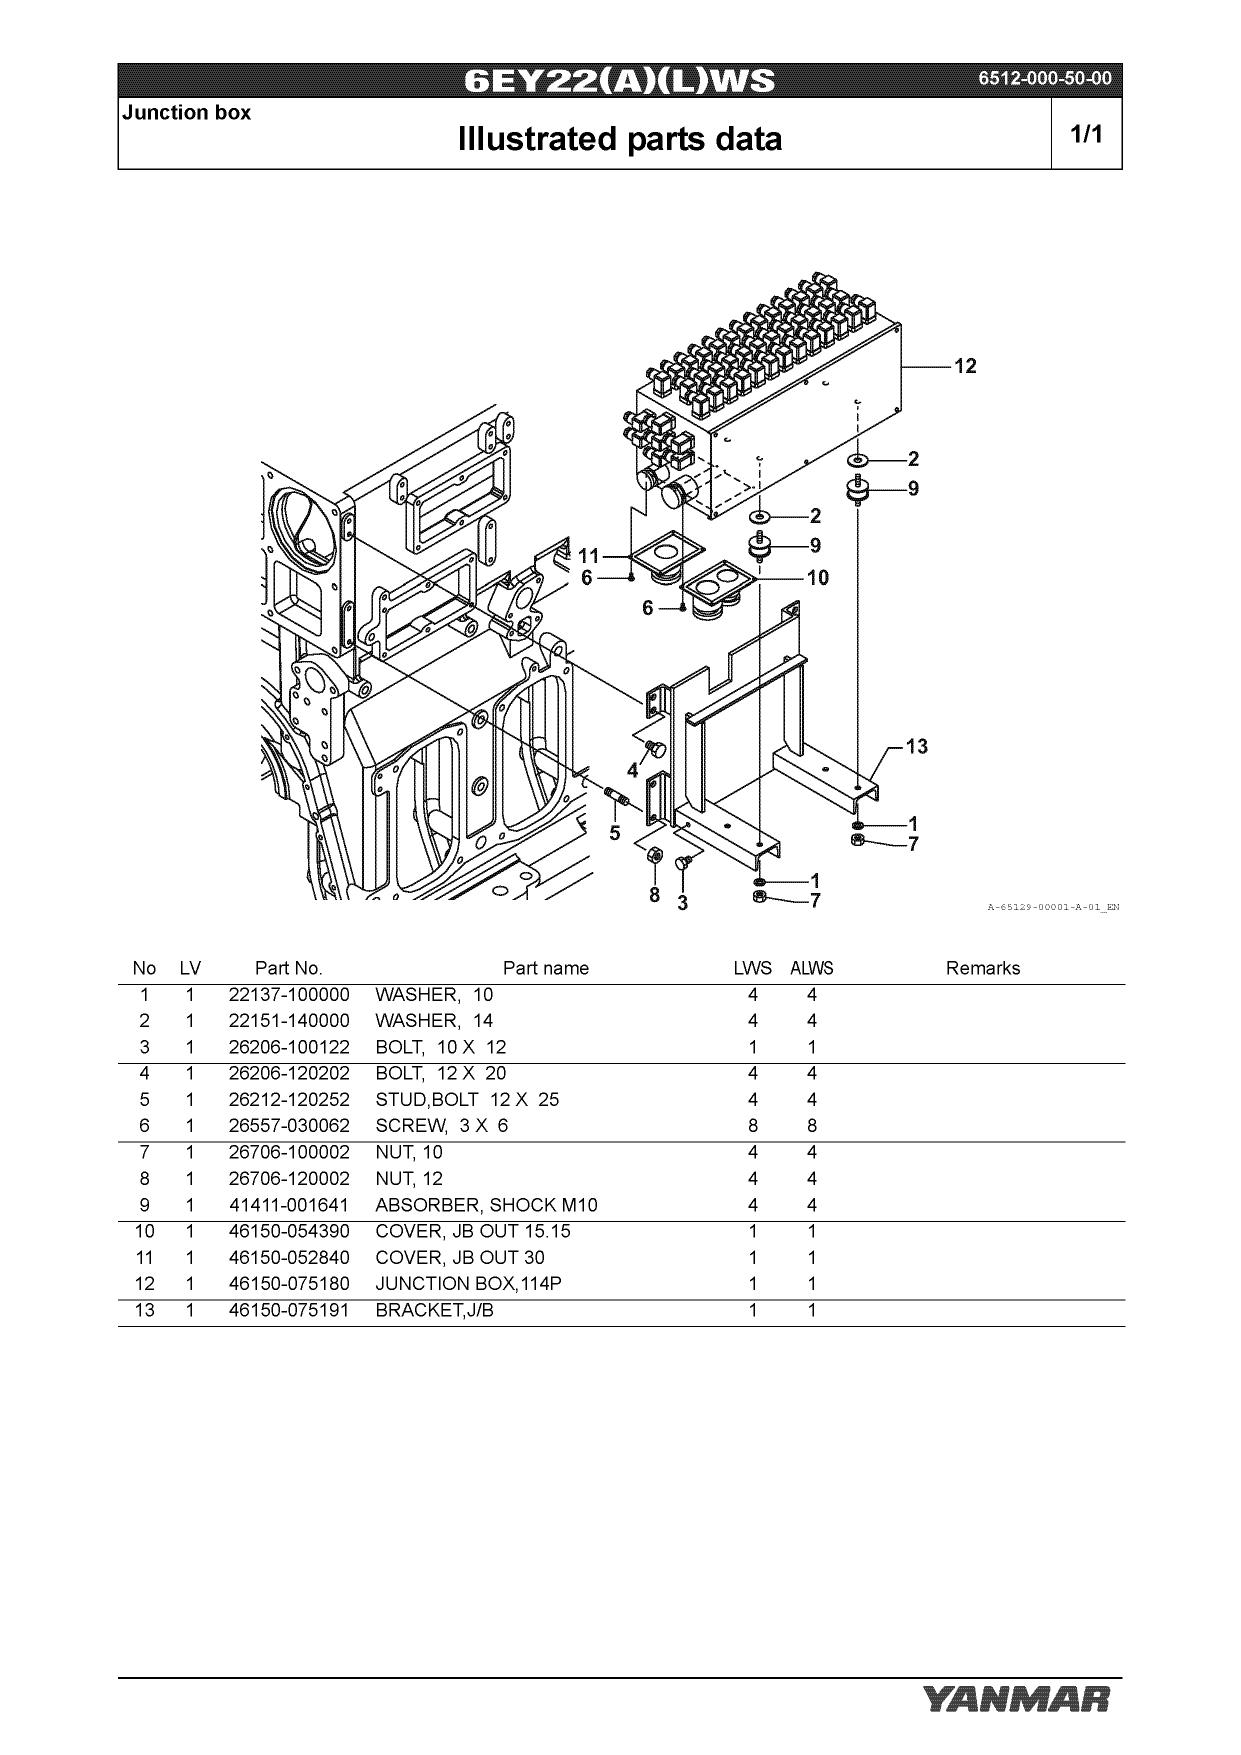 6EY22(A)(L)WS 6512-000-50-00
Junction box
Illustrated parts data
1/1
12
2
9
2
9
11
6
10
6
13
4
5
1
7
8
3
1
7
A-65129-00001-A-01_EN
No LV Part No. Part name LWS ALWS Remarks
1 1 22137-100000 WASHER, 10 4 4
2 1 22151-140000 WASHER, 14 4 4
3 1 26206-100122 BOLT, 10 X 12 1 1
4 1 26206-120202 BOLT, 12 X 20 4 4
5 1 26212-120252 STUD,BOLT 12 X 25 4 4
6 1 26557-030062 SCREW, 3 X 6 8 8
7 1 26706-100002 NUT, 10 4 4
8 1 26706-120002 NUT, 12 4 4
9 1 41411-001641 ABSORBER, SHOCK M10 4 4
10 1 46150-054390 COVER, JB OUT 15.15 1 1
11 1 46150-052840 COVER, JB OUT 30 1 1
12 1 46150-075180 JUNCTION BOX,114P 1 1
13 1 46150-075191 BRACKET,J/B 1 1
YANMAR